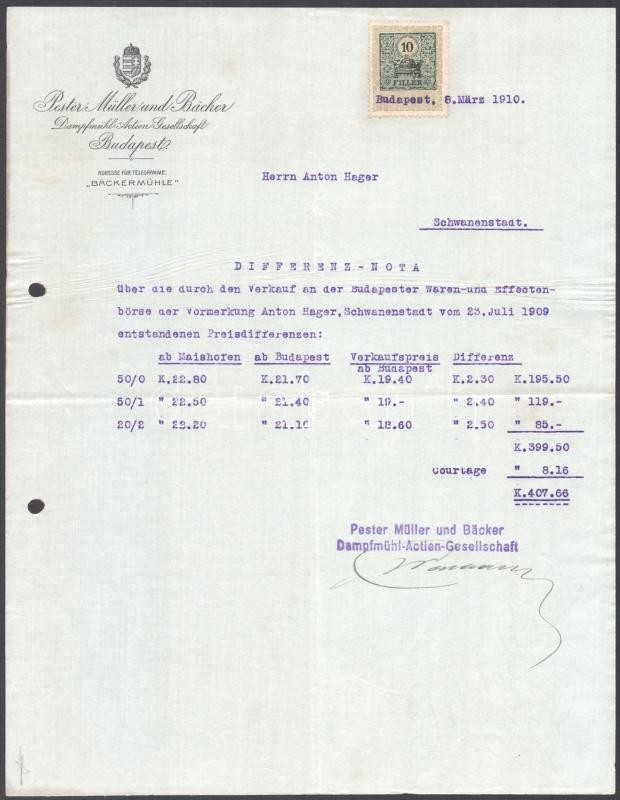 Pester Müller und Bäcker
Dampfmühl-Actien-Gesellschaft
Budapest.
ADRESSE FÜR TELEGRAMME:
„BÄCKERMÜHLE“
10
FILLÉR
Budapest, 8.März 1910.
Herrn Anton Hager
Schwanenstadt.
DIFFERENZ-NOTA
über die durch den Verkauf an der Budapester Waren-und Effecten-
börse der Vormerkung Anton Hager,Schwanenstadt vom 23.Juli 1909
entstandenen Preisdifferenzen:
ab Maishofen ab Budapest Verkaufspreis Differenz
ab Budapest
50/0 K.22.80 K.21.70 K.19.40 K.2.30 K.195.50
50/1 " 22.50 " 21.40 " 19.- " 2.40 " 119.-
20/2 " 22.20 " 21.10 " 18.60 " 2.50 " 85.-
K.399.50
Courtage " 8.16
K.407.66
Pester Müller und Bäcker
Dampfmühl-Actien-Gesellschaft